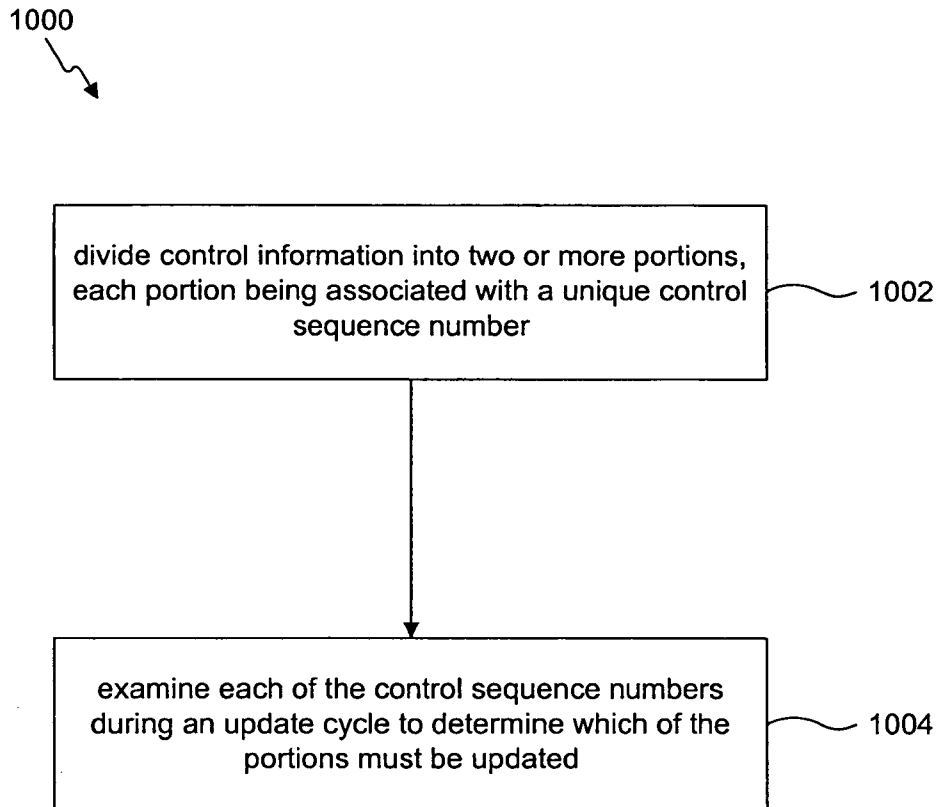 1000
divide control information into two or more portions,
each portion being associated with a unique control
sequence number
1002
examine each of the control sequence numbers
during an update cycle to determine which of the
portions must be updated
1004